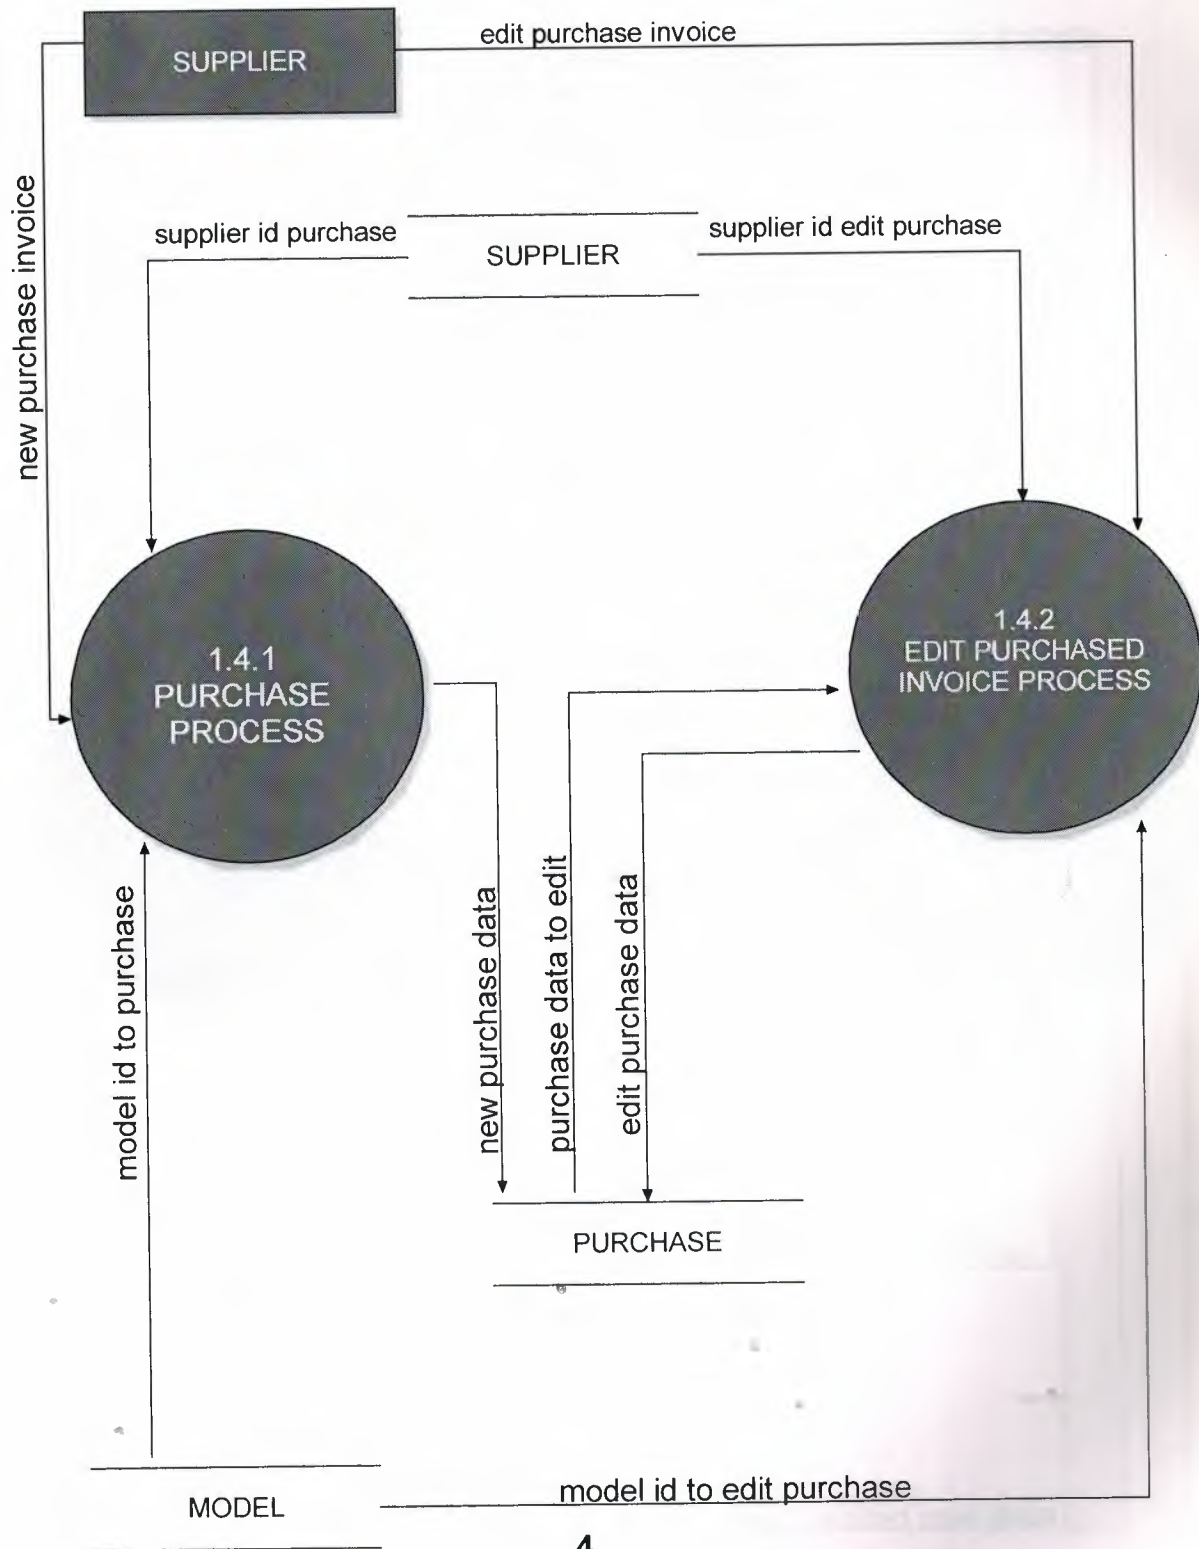 edit purchase invoice
SUPPLIER
new purchase invoice
supplier id purchase
supplier id edit purchase
SUPPLIER
1.4.1
PURCHASE
PROCESS
1.4.2
EDIT PURCHASED
INVOICE PROCESS
model id to purchase
new purchase data
purchase data to edit
edit purchase data
PURCHASE
model id to edit purchase
MODEL
4